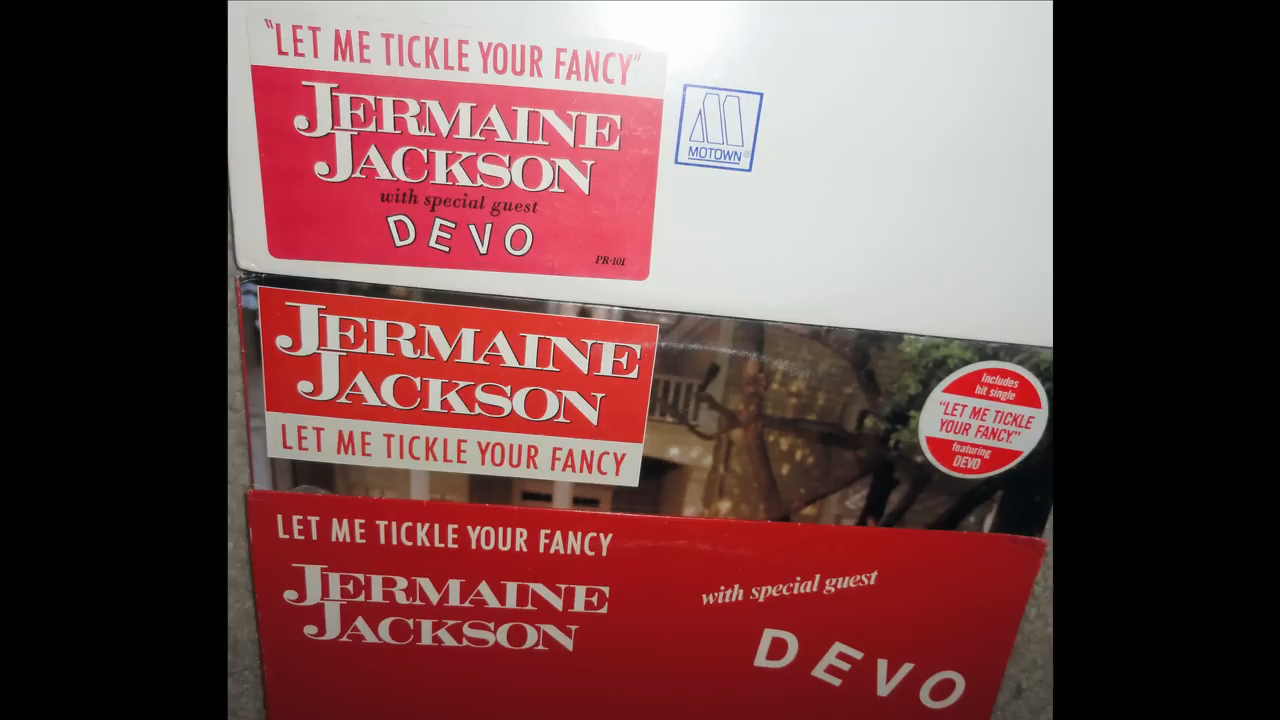 "LET ME TICKLE YOUR FANCY"
JERMAINE
JACKSON
with special guest
DEVO
PR-101
MOTOWN®
JERMAINE
JACKSON
LET ME TICKLE YOUR FANCY
Includes
hit single
"LET ME TICKLE
YOUR FANCY."
featuring
DEVO
LET ME TICKLE YOUR FANCY
JERMAINE
JACKSON
with special guest
DEVO